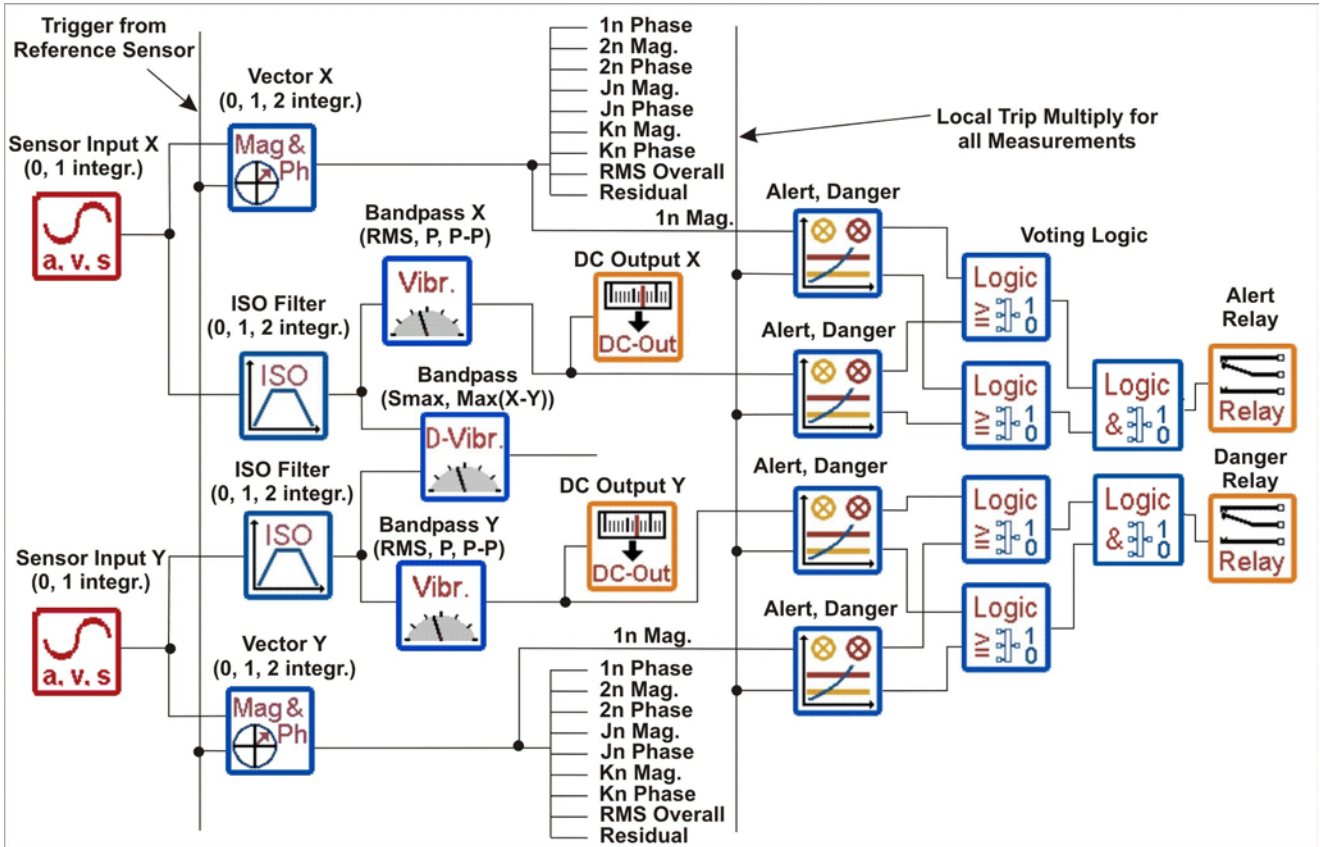 Trigger from
Reference Sensor
Vector X
(0, 1, 2 integr.)
Mag &
Ph
Sensor Input X
(0, 1 integr.)
a, v, s
1n Phase
2n Mag.
2n Phase
Jn Mag.
Jn Phase
Kn Mag.
Kn Phase
RMS Overall
Residual
1n Mag.
Local Trip Multiply for
all Measurements
Bandpass X
(RMS, P, P-P)
Vibr.
DC Output X
DC-Out
ISO Filter
(0, 1, 2 integr.)
ISO
Bandpass
(Smax, Max(X-Y))
D-Vibr.
ISO Filter
(0, 1, 2 integr.)
ISO
DC Output Y
DC-Out
Bandpass Y
(RMS, P, P-P)
Vibr.
Sensor Input Y
(0, 1 integr.)
a, v, s
Vector Y
(0, 1, 2 integr.)
Mag &
Ph
1n Mag.
1n Phase
2n Mag.
2n Phase
Jn Mag.
Jn Phase
Kn Mag.
Kn Phase
RMS Overall
Residual
Alert, Danger
Alert, Danger
Alert, Danger
Alert, Danger
Voting Logic
Logic
≥ 1
0
Logic
≥ 1
0
Logic
& 1
0
Alert
Relay
Relay
Logic
≥ 1
0
Logic
≥ 1
0
Logic
& 1
0
Danger
Relay
Relay